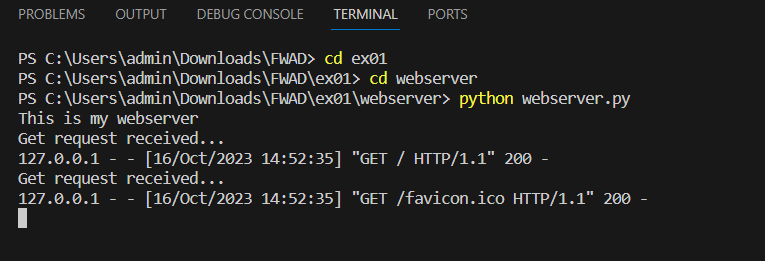 PROBLEMS OUTPUT DEBUG CONSOLE TERMINAL PORTS
PS C:\Users\admin\Downloads\FWAD> cd ex01
PS C:\Users\admin\Downloads\FWAD\ex01> cd webserver
PS C:\Users\admin\Downloads\FWAD\ex01\webserver> python webserver.py
This is my webserver
Get request received...
127.0.0.1 - - [16/Oct/2023 14:52:35] "GET / HTTP/1.1" 200 -
Get request received...
127.0.0.1 - - [16/Oct/2023 14:52:35] "GET /favicon.ico HTTP/1.1" 200 -